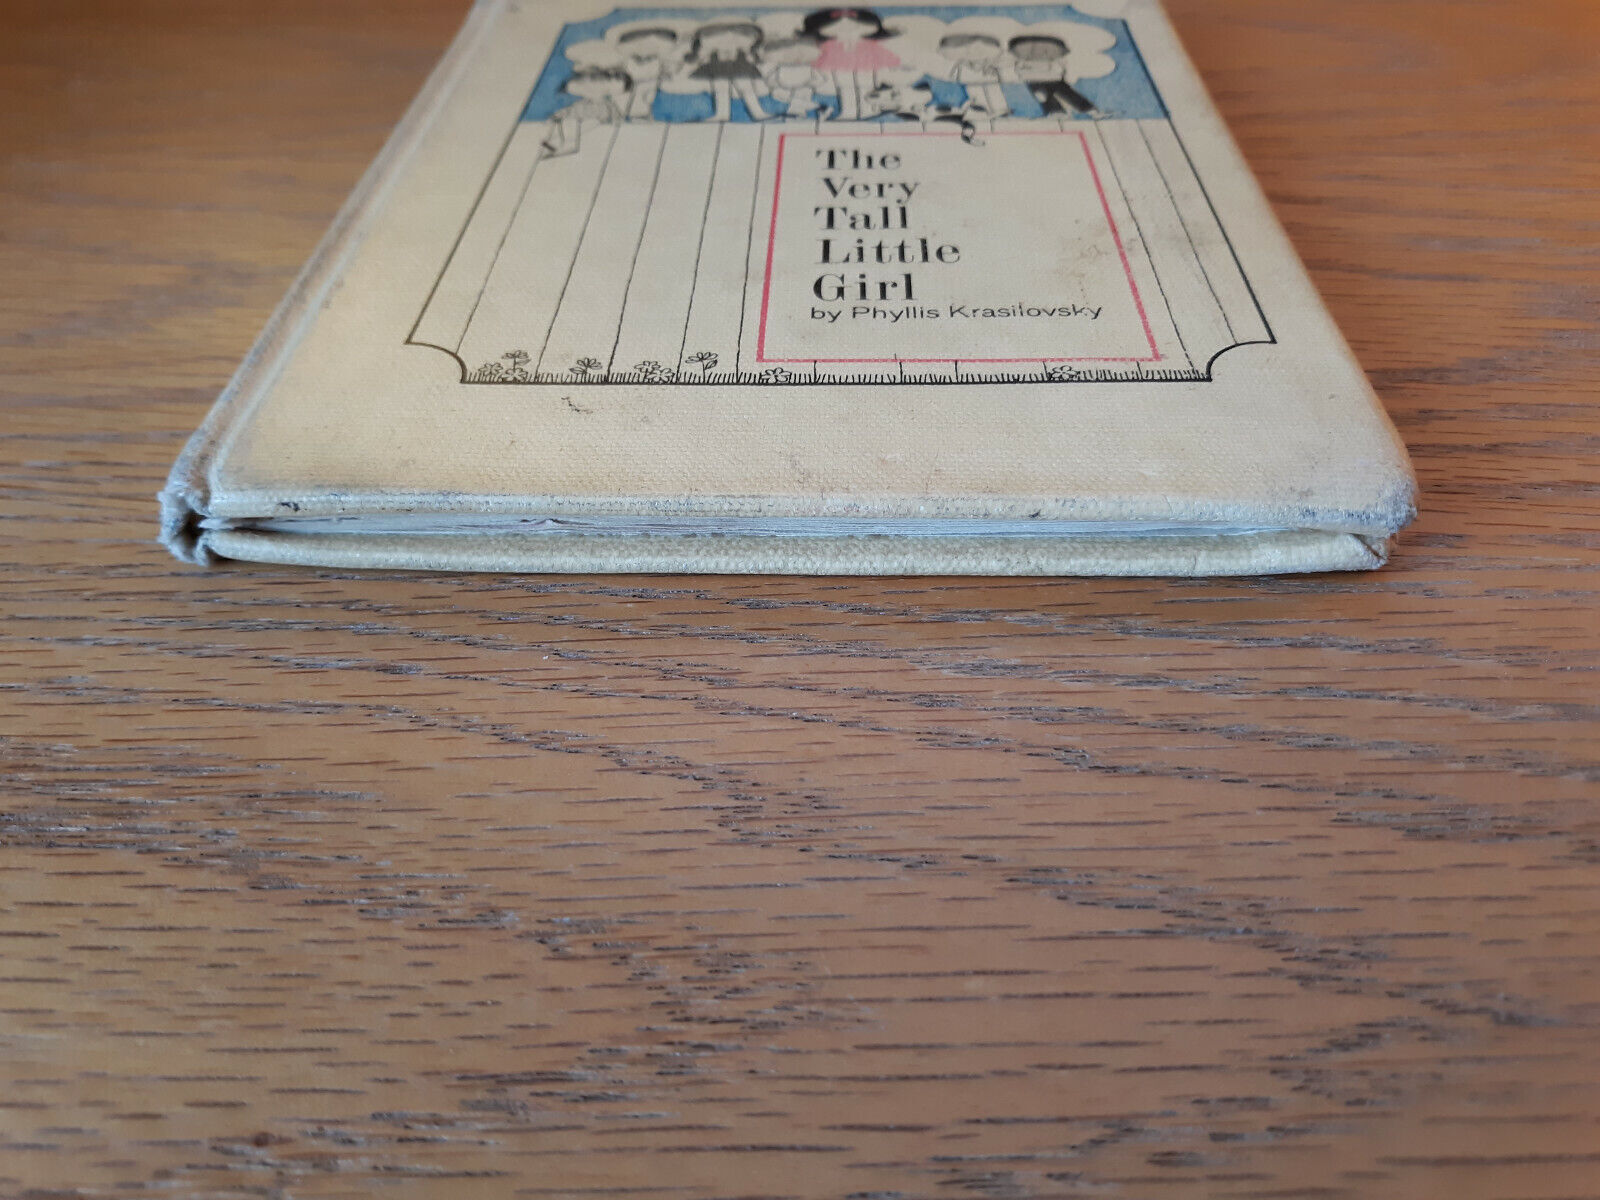 The
Very
Tall
Little
Girl
by Phyllis Krasilovsky